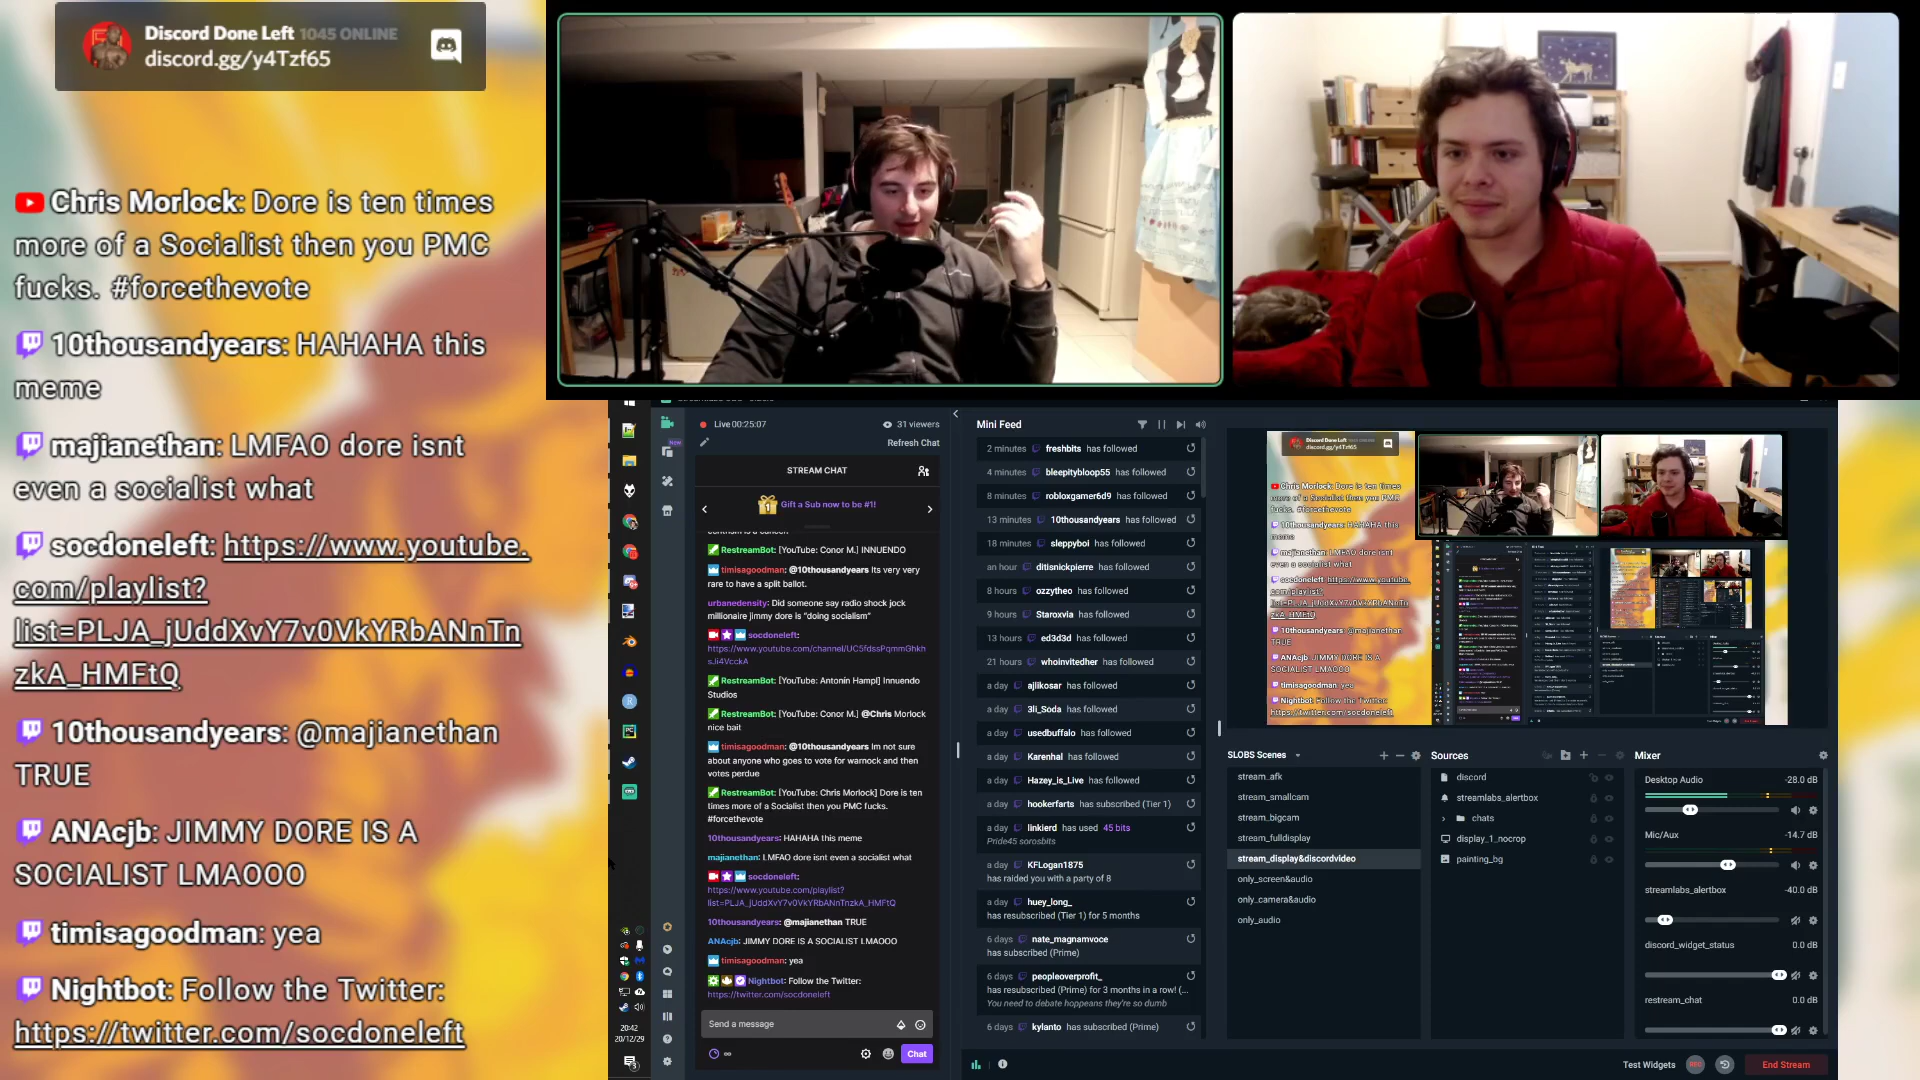 Discord Done Left 1045 ONLINE
discord.gg/y4Tzf65
Chris Morlock: Dore is ten times
more of a Socialist then you PMC
fucks. #forcethevote
10thousandyears: HAHAHA this
meme
majianethan: LMFAO dore isnt
even a socialist what
socdoneleft: https://www.youtube.
com/playlist?
list=PLJA_jUddXvY7v0VkYRbANnTn
zkA_HMFtQ
10thousandyears: @majianethan
TRUE
ANAcjb: JIMMY DORE IS A
SOCIALIST LMAOOO
timisagoodman: yea
Nightbot: Follow the Twitter:
https://twitter.com/socdoneleft
Live 00:25:07
31 viewers
Refresh Chat
New
STREAM CHAT
Gift a Sub now to be #1!
RestreamBot: [YouTube: Conor M.] INNUENDO
timisagoodman: @10thousandyears Its very very
rare to have a split ballot.
urbanedensity: Did someone say radio shock jock
millionaire jimmy dore is "doing socialism"
socdoneleft:
RestreamBot: [YouTube: Antonín Hampl] Innuendo
Studios
RestreamBot: [YouTube: Conor M.] @Chris Morlock
nice bait
timisagoodman: @10thousandyears Im not sure
about anyone who goes to vote for warnock and then
votes perdue
RestreamBot: [YouTube: Chris Morlock] Dore is ten
times more of a Socialist then you PMC fucks.
#forcethevote
10thousandyears: HAHAHA this meme
majianethan: LMFAO dore isnt even a socialist what
socdoneleft:
https://www.youtube.com/playlist?
list=PLJA_jUddXvY7v0VkYRbANnTnzkA_HMFtQ
10thousandyears: @majianethan TRUE
ANAcjb: JIMMY DORE IS A SOCIALIST LMAOOO
timisagoodman: yea
Nightbot: Follow the Twitter:
https://twitter.com/socdoneleft
Send a message
Chat
20:42
20/12/29
Mini Feed
2 minutes freshbits has followed
4 minutes bleepitybloop55 has followed
8 minutes robloxgamer6d9 has followed
13 minutes 10thousandyears has followed
18 minutes sleppyboi has followed
an hour ditisnickpierre has followed
8 hours ozzytheo has followed
9 hours Staroxvia has followed
13 hours ed3d3d has followed
21 hours whoinvitedher has followed
a day ajlikosar has followed
a day 3li_Soda has followed
a day usedbuffalo has followed
a day Karenhal has followed
a day Hazey_is_Live has followed
a day hookerfarts has subscribed (Tier 1)
a day linkierd has used 45 bits
Pride45 sorosbits
a day KFLogan1875
has raided you with a party of 8
a day huey_long_
has resubscribed (Tier 1) for 5 months
6 days nate_magnamvoce
has subscribed (Prime)
6 days peopleoverprofit_
has resubscribed (Prime) for 3 months in a row! (...
You need to debate hoppeans they're so dumb
6 days kylanto has subscribed (Prime)
SLOBS Scenes
stream_afk
stream_smallcam
stream_bigcam
stream_fulldisplay
stream_display&discordvideo
only_screen&audio
only_camera&audio
only_audio
Sources
discord
streamlabs_alertbox
chats
display_1_nocrop
painting_bg
Mixer
Desktop Audio -28.0 dB
Mic/Aux -14.7 dB
streamlabs_alertbox -40.0 dB
discord_widget_status 0.0 dB
restream_chat 0.0 dB
Test Widgets
REC
End Stream